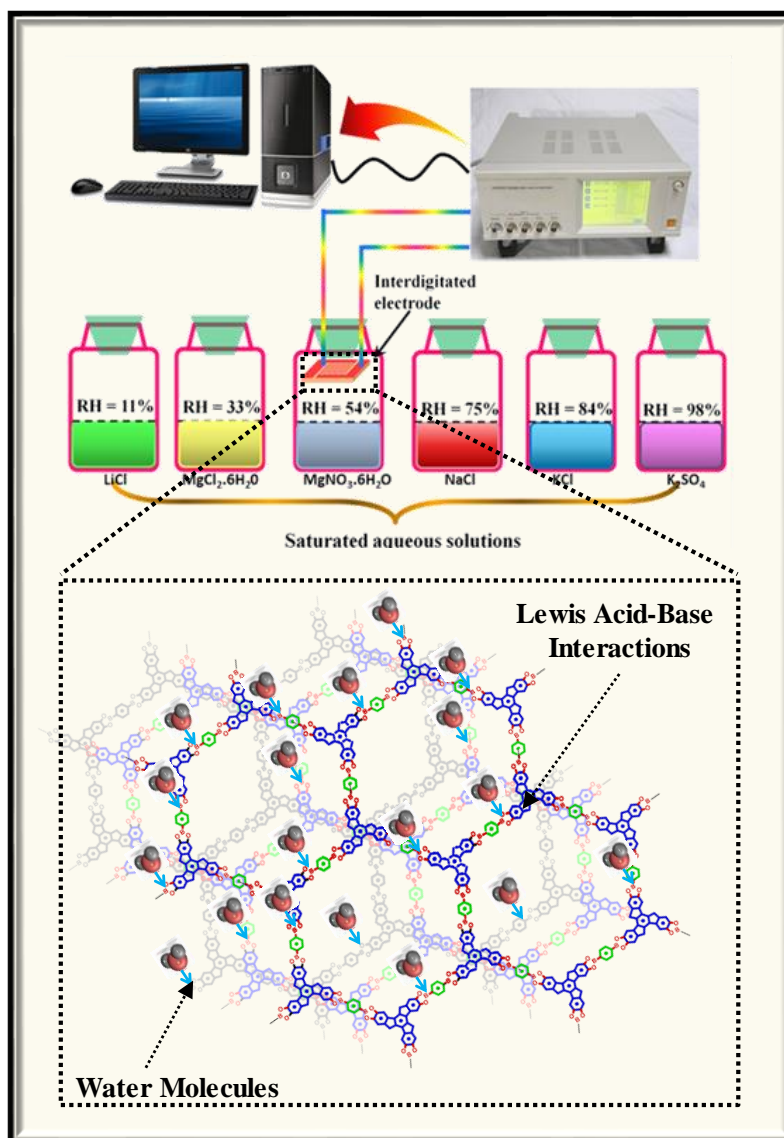 Interdigitated
electrode
RH = 11%
RH = 33%
RH = 54%
RH = 75%
RH = 84%
RH = 98%
LiCl
MgCl₂.6H₂0
MgNO₃.6H₂O
NaCl
KCl
K₂SO₄
Saturated aqueous solutions
Lewis Acid-Base
Interactions
Water Molecules